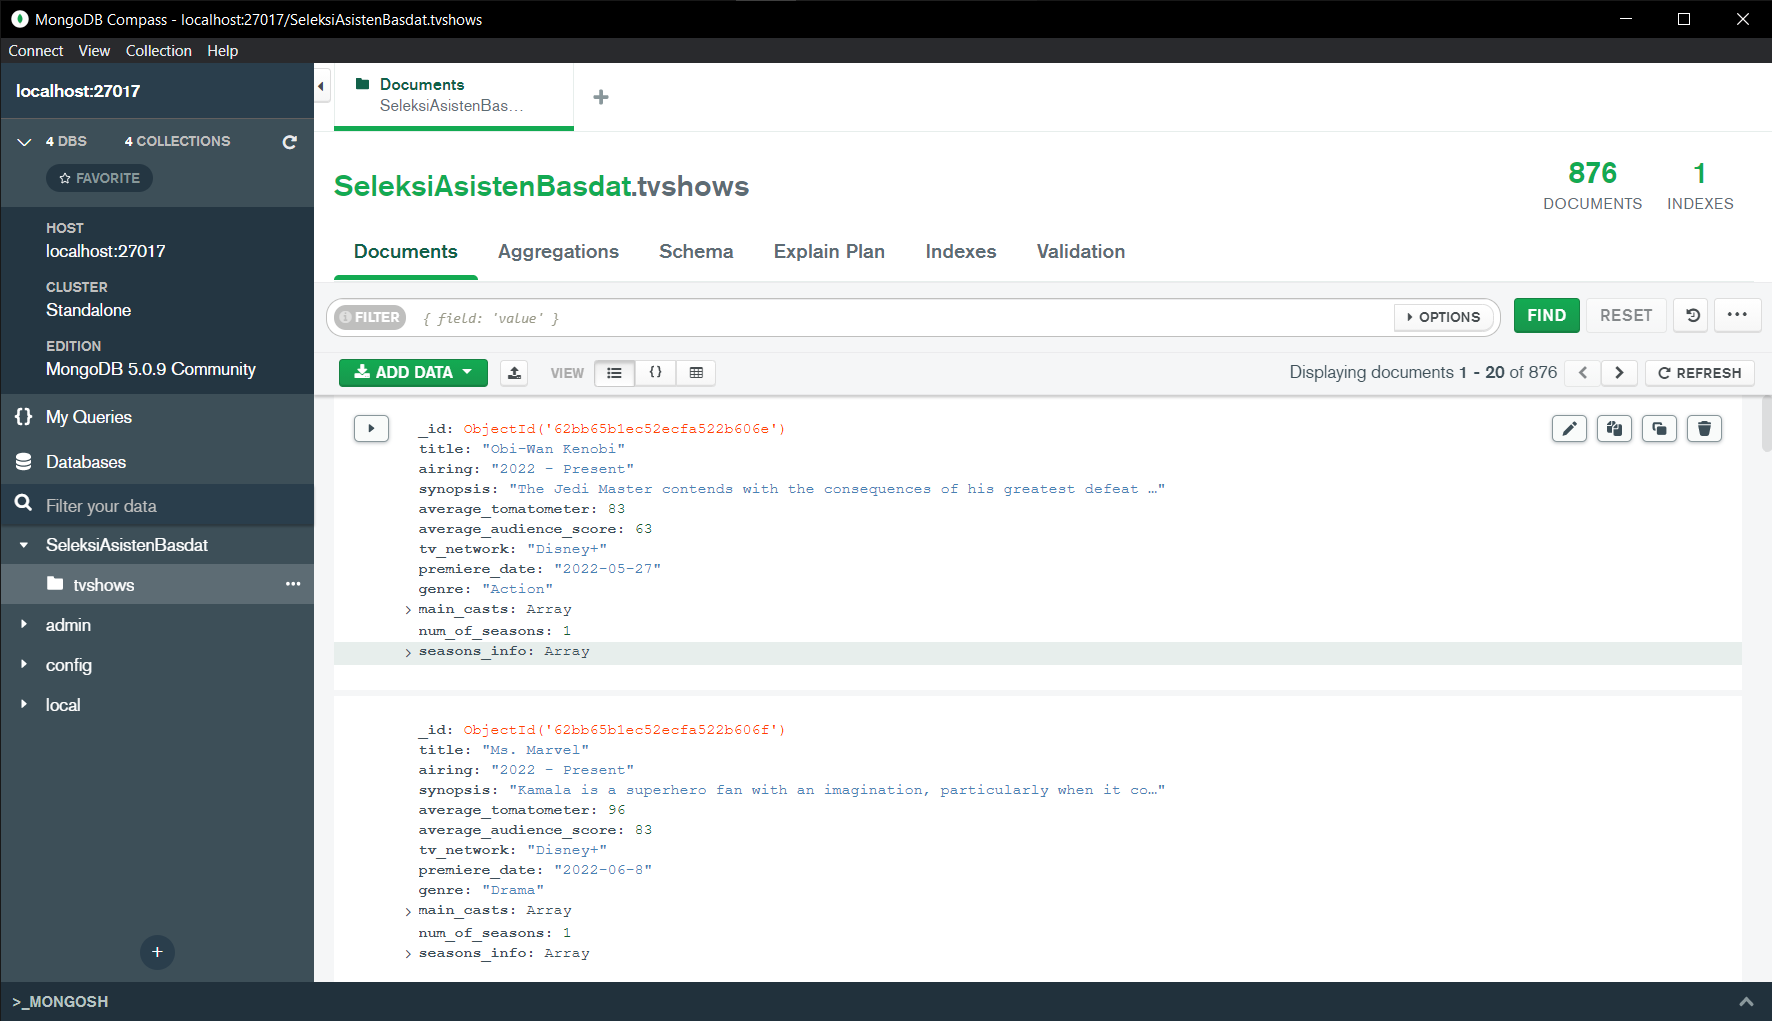 MongoDB Compass - localhost:27017/SeleksiAsistenBasdat.tvshows
Connect View Collection Help
localhost:27017
4 DBS 4 COLLECTIONS
FAVORITE
HOST
localhost:27017
CLUSTER
Standalone
EDITION
MongoDB 5.0.9 Community
{} My Queries
Databases
Filter your data
SeleksiAsistenBasdat
tvshows
admin
config
local
>_MONGOSH
Documents
SeleksiAsistenBas...
SeleksiAsistenBasdat.tvshows
876
DOCUMENTS
1
INDEXES
Documents Aggregations Schema Explain Plan Indexes Validation
FILTER { field: 'value' } OPTIONS FIND RESET
ADD DATA VIEW {} Displaying documents 1 - 20 of 876 REFRESH
_id: ObjectId('62bb65b1ec52ecfa522b606e')
title: "Obi-Wan Kenobi"
airing: "2022 - Present"
synopsis: "The Jedi Master contends with the consequences of his greatest defeat …"
average_tomatometer: 83
average_audience_score: 63
tv_network: "Disney+"
premiere_date: "2022-05-27"
genre: "Action"
main_casts: Array
num_of_seasons: 1
seasons_info: Array
_id: ObjectId('62bb65b1ec52ecfa522b606f')
title: "Ms. Marvel"
airing: "2022 - Present"
synopsis: "Kamala is a superhero fan with an imagination, particularly when it co…"
average_tomatometer: 96
average_audience_score: 83
tv_network: "Disney+"
premiere_date: "2022-06-8"
genre: "Drama"
main_casts: Array
num_of_seasons: 1
seasons_info: Array